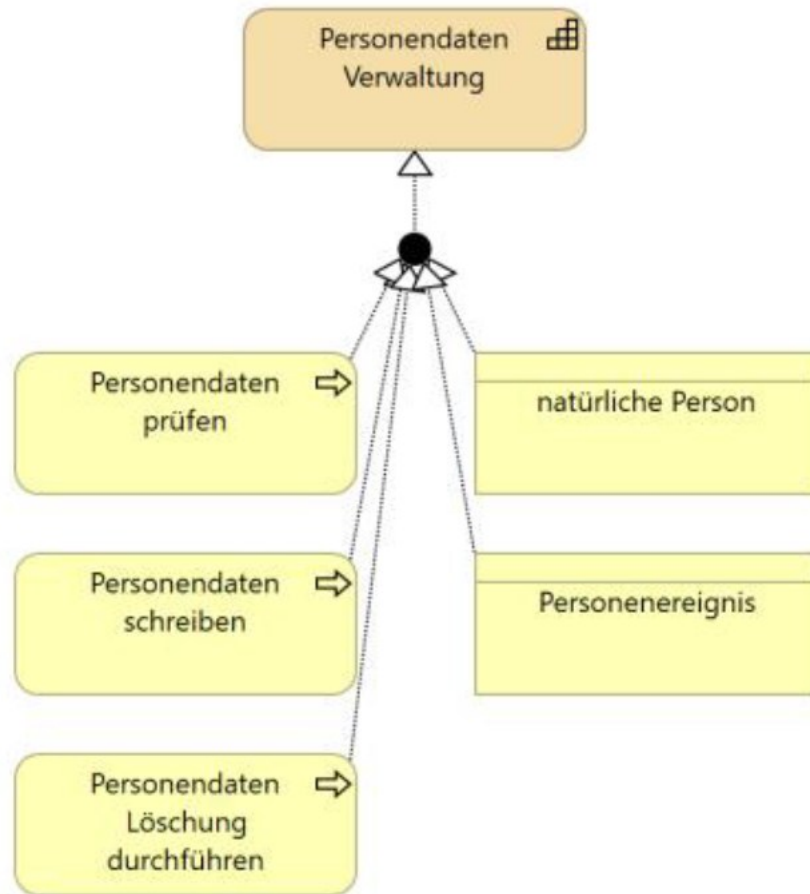 Personendaten
Verwaltung
Personendaten
prüfen
natürliche Person
Personendaten
schreiben
Personenereignis
Personendaten
Löschung
durchführen